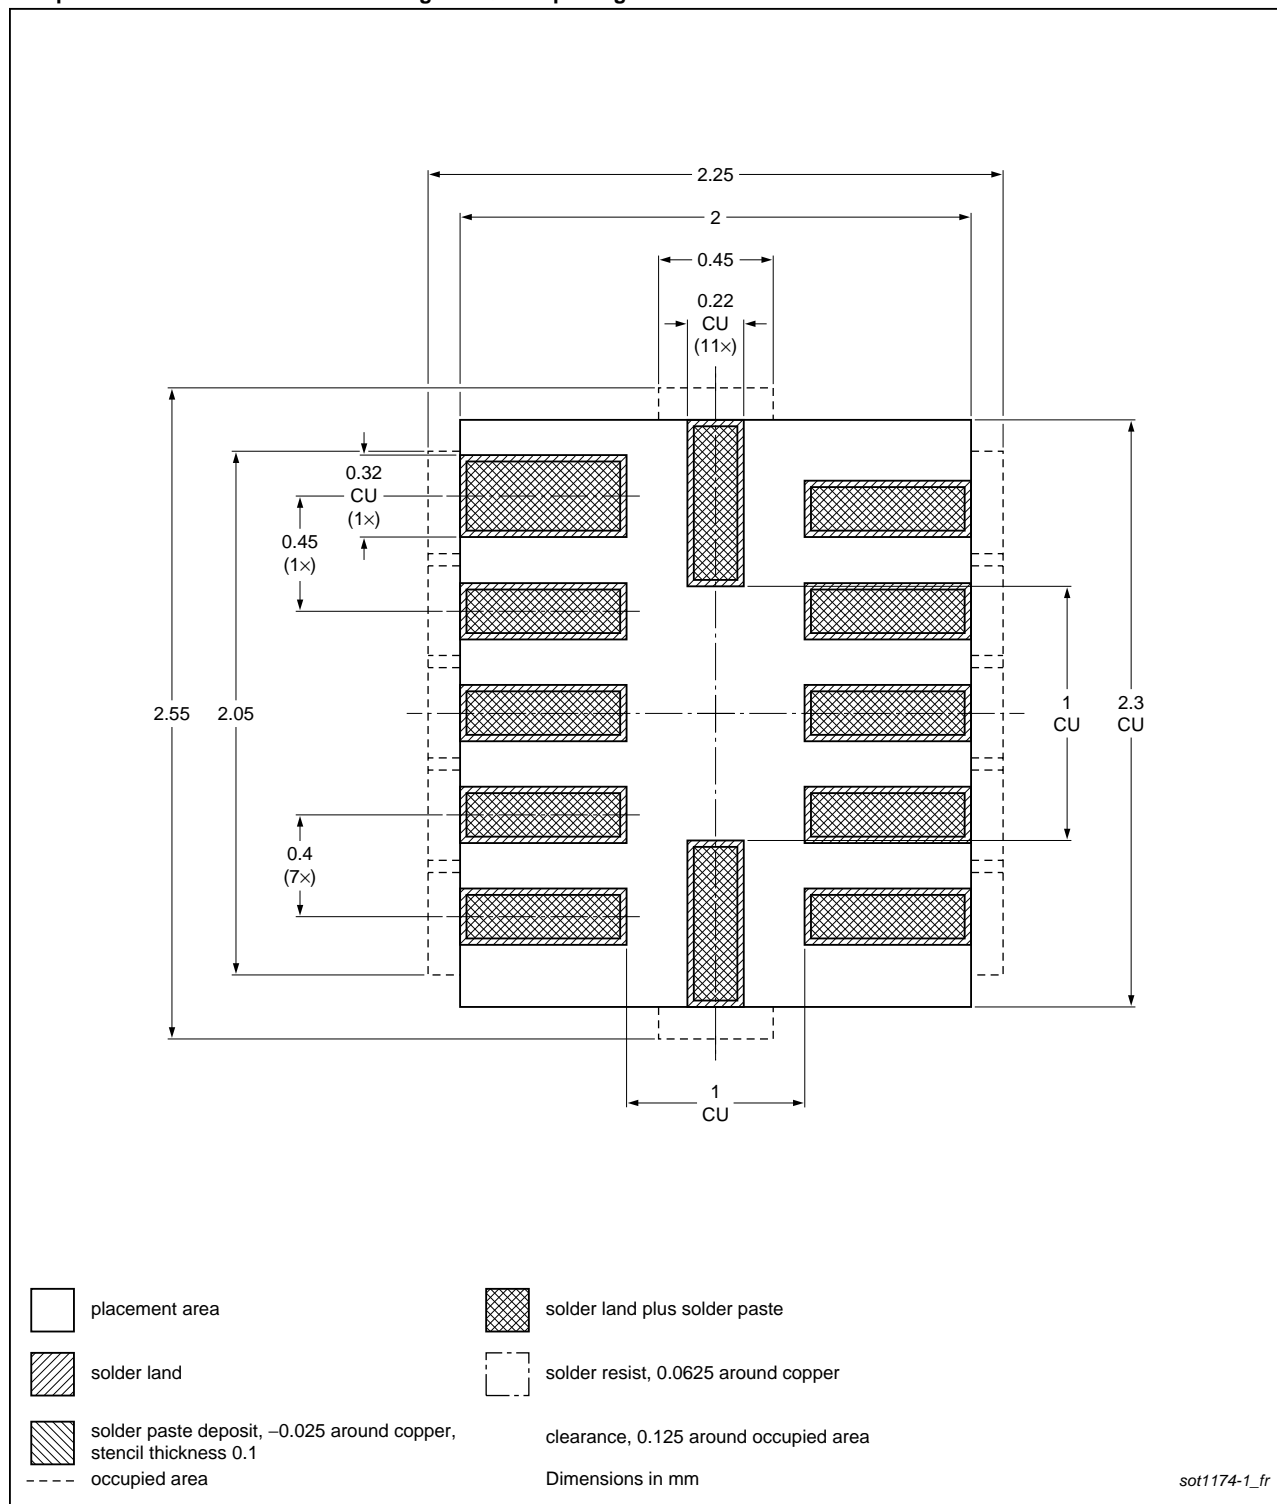 2.25
2
0.45
0.22
CU
(11×)
0.32
CU
(1×)
0.45
(1×)
2.55
2.05
1
CU
2.3
CU
0.4
(7×)
1
CU
placement area
solder land plus solder paste
solder land
solder resist, 0.0625 around copper
solder paste deposit, −0.025 around copper,
stencil thickness 0.1
clearance, 0.125 around occupied area
occupied area
Dimensions in mm
sot1174-1_fr